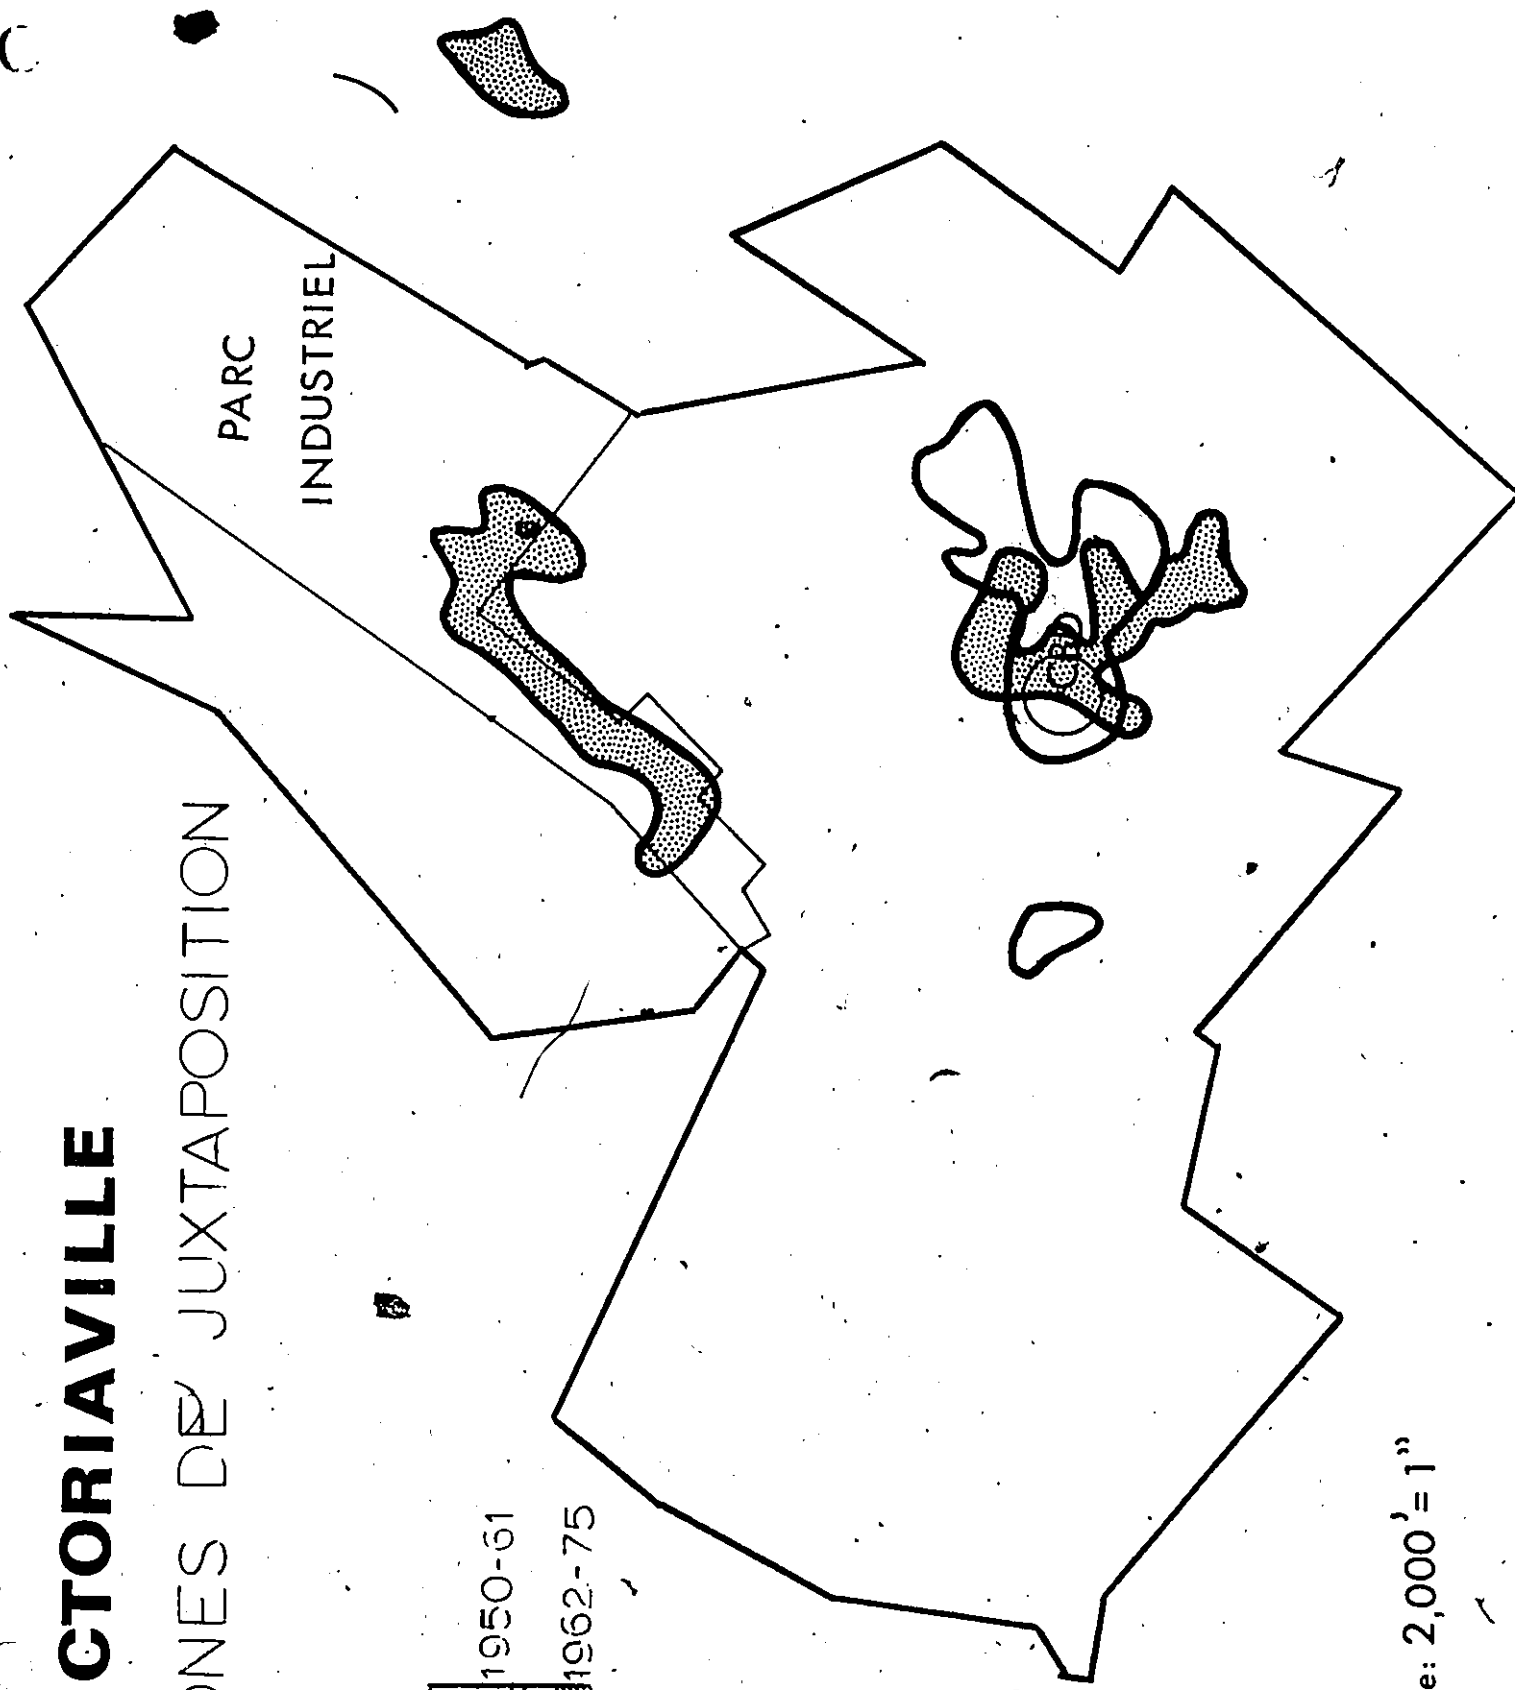 CTORIAVILLE
ONES DE JUXTAPOSITION
1950-61
1962-75
PARC
INDUSTRIEL
e: 2,000'= 1"